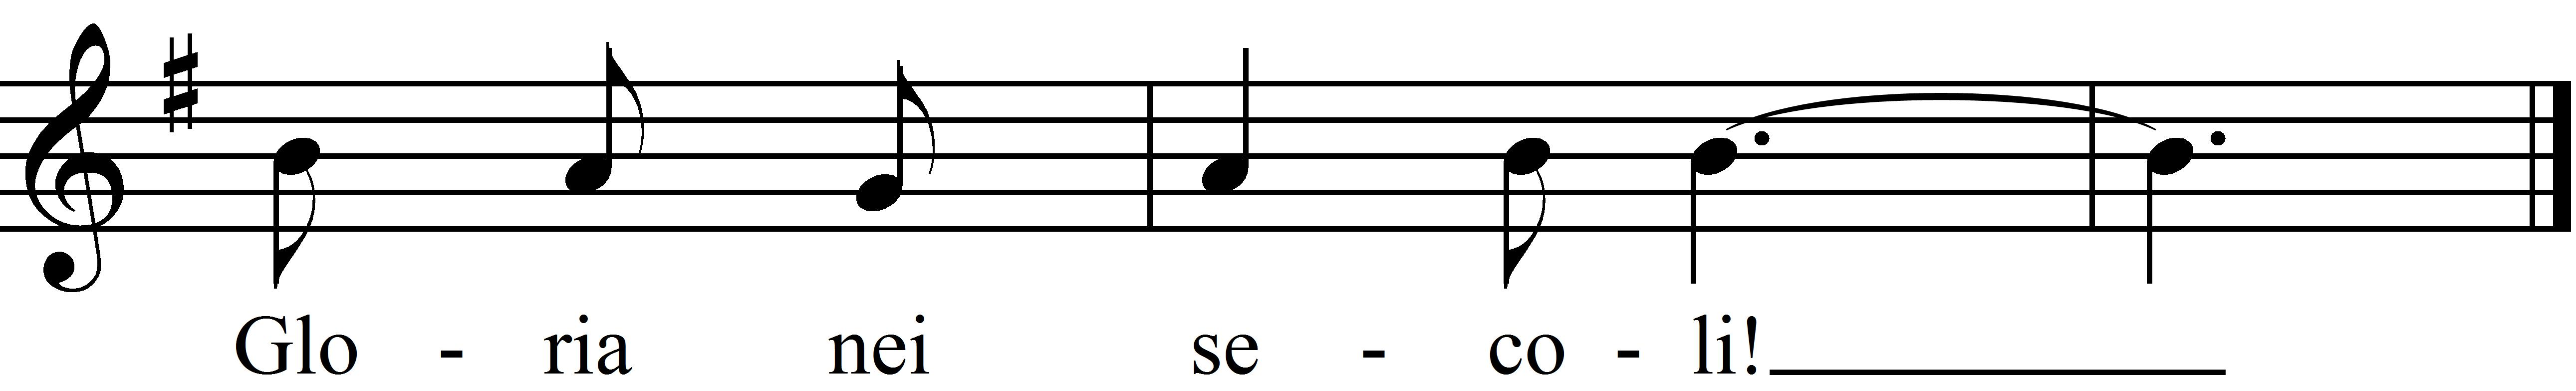 Glo - ria nei se - co - li!